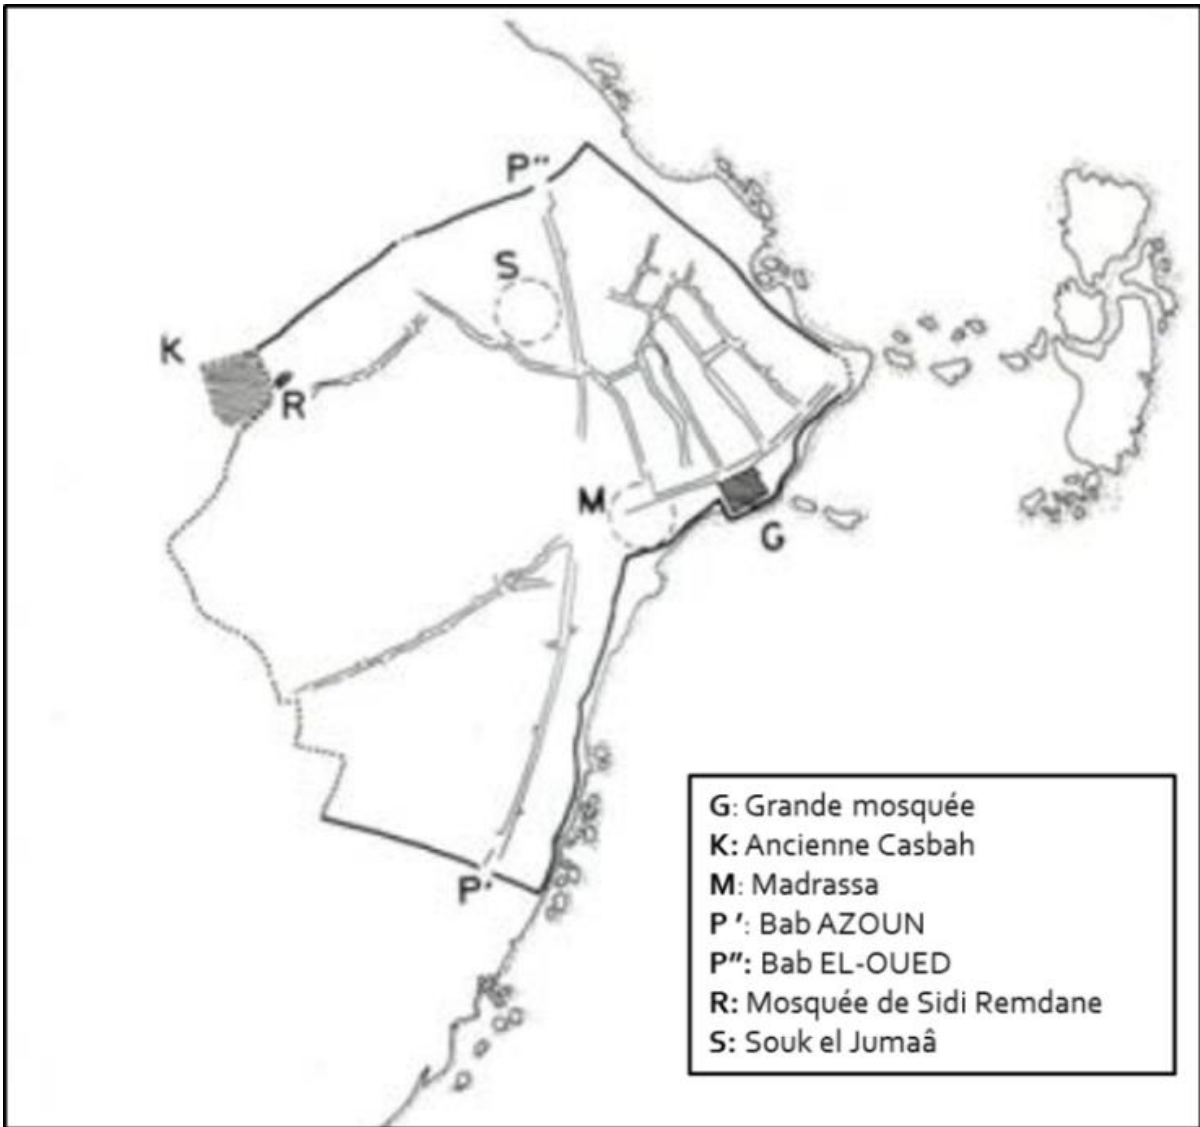 P"
S
K
R
M
G
P'
G: Grande mosquée
K: Ancienne Casbah
M: Madrassa
P ': Bab AZOUN
P": Bab EL-OUED
R: Mosquée de Sidi Remdane
S: Souk el Jumaâ